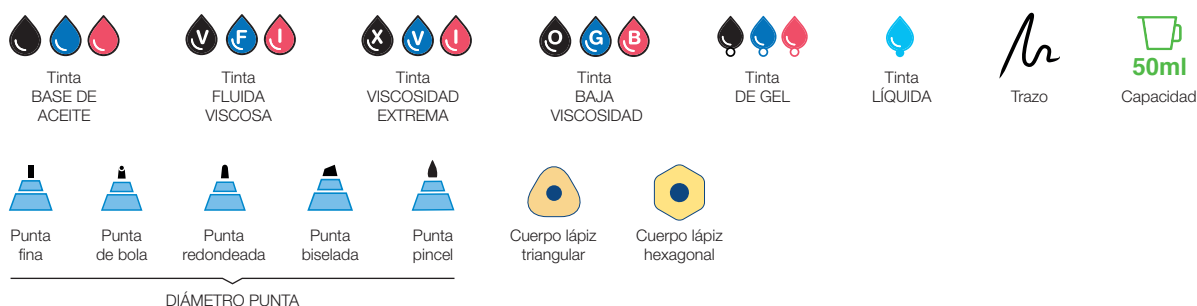 V F I
X V I
O G B
50ml
Tinta
BASE DE
ACEITE
Tinta
FLUIDA
VISCOSA
Tinta
VISCOSIDAD
EXTREMA
Tinta
BAJA
VISCOSIDAD
Tinta
DE GEL
Tinta
LÍQUIDA
Trazo
Capacidad
Punta
fina
Punta
de bola
Punta
redondeada
Punta
biselada
Punta
pincel
Cuerpo lápiz
triangular
Cuerpo lápiz
hexagonal
DIÁMETRO PUNTA